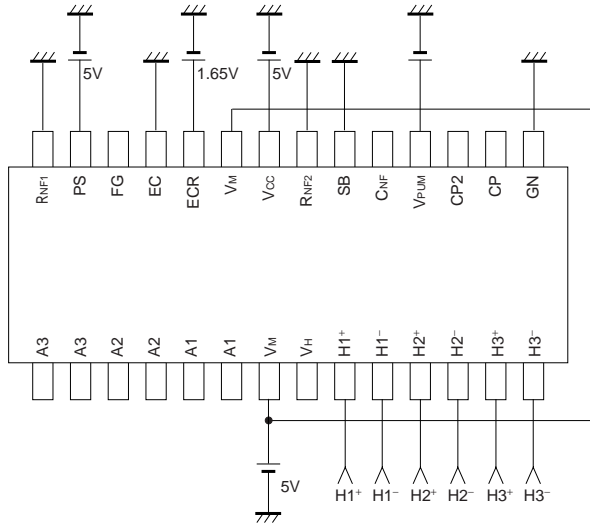 5V 1.65V 5V
RNF1 PS FG EC ECR VM VCC RNF2 SB CNF VPUM CP2 CP GN
A3 A3 A2 A2 A1 A1 VM VH H1+ H1− H2+ H2− H3+ H3−
5V H1+ H1− H2+ H2− H3+ H3−